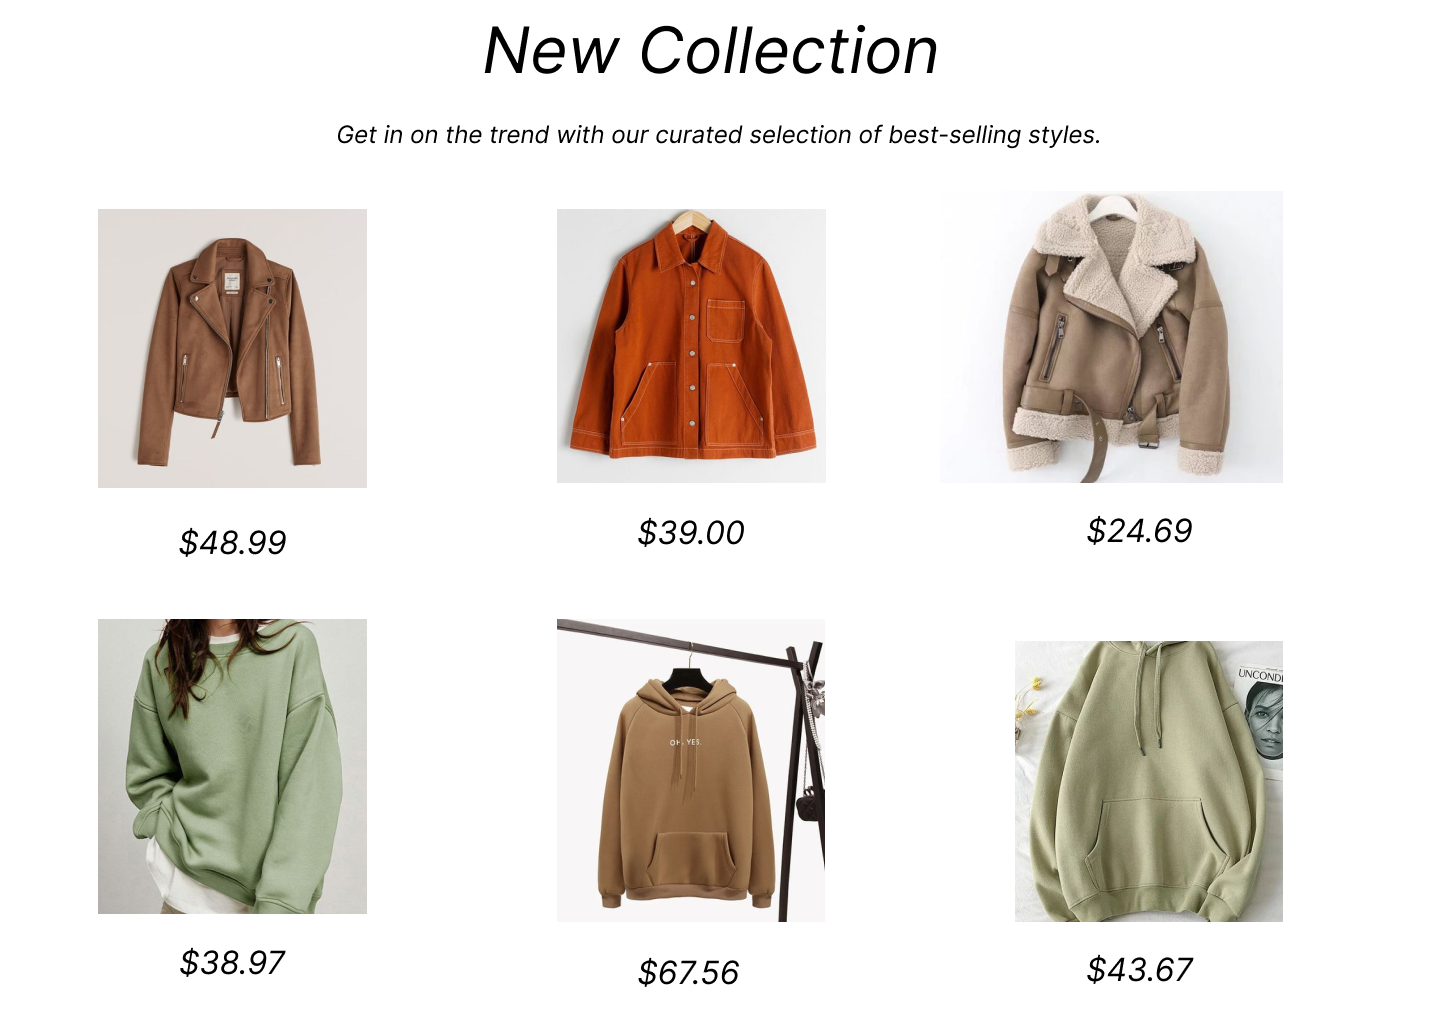 New Collection
Get in on the trend with our curated selection of best-selling styles.
$48.99
$39.00
$24.69
UNCONDE
OH, YES.
$38.97
$67.56
$43.67